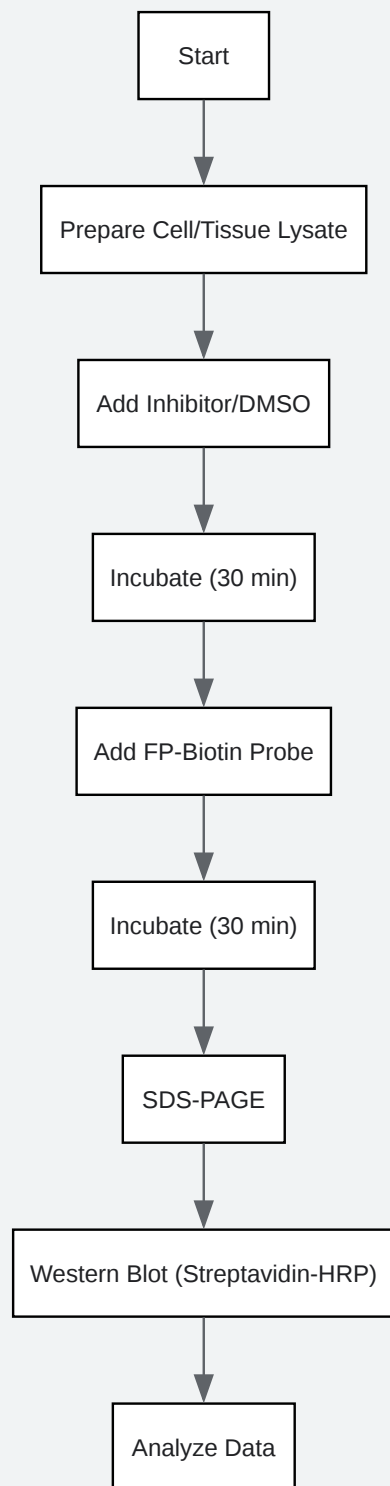 Start
Prepare Cell/Tissue Lysate
Add Inhibitor/DMSO
Incubate (30 min)
Add FP-Biotin Probe
Incubate (30 min)
SDS-PAGE
Western Blot (Streptavidin-HRP)
Analyze Data